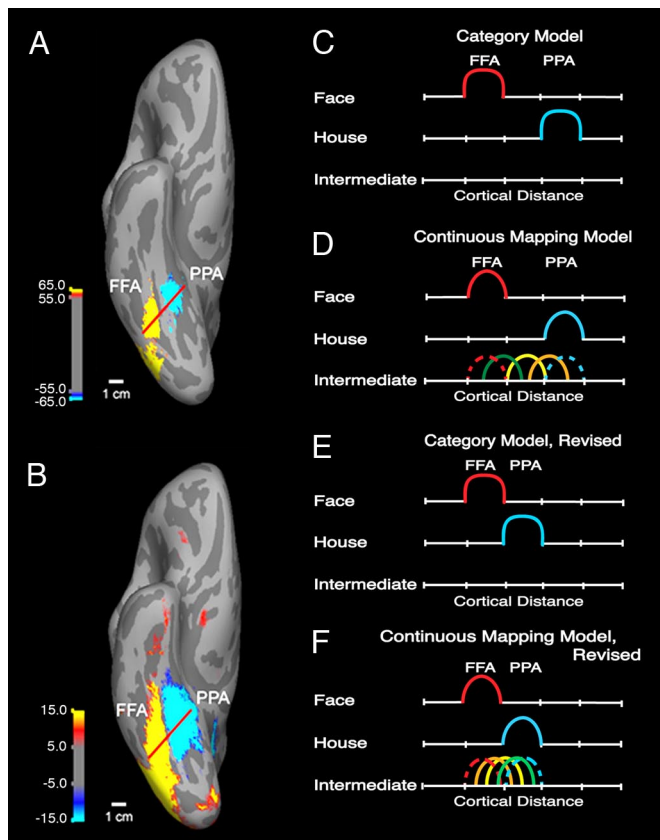 A
FFA
PPA
65.0
55.0
-55.0
-65.0
1 cm
B
FFA
PPA
15.0
5.0
-5.0
-15.0
1 cm
C
Category Model
FFA PPA
Face
House
Intermediate
Cortical Distance
D
Continuous Mapping Model
FFA PPA
Face
House
Intermediate
Cortical Distance
E
Category Model, Revised
FFA PPA
Face
House
Intermediate
Cortical Distance
F
Continuous Mapping Model,
Revised
FFA PPA
Face
House
Intermediate
Cortical Distance